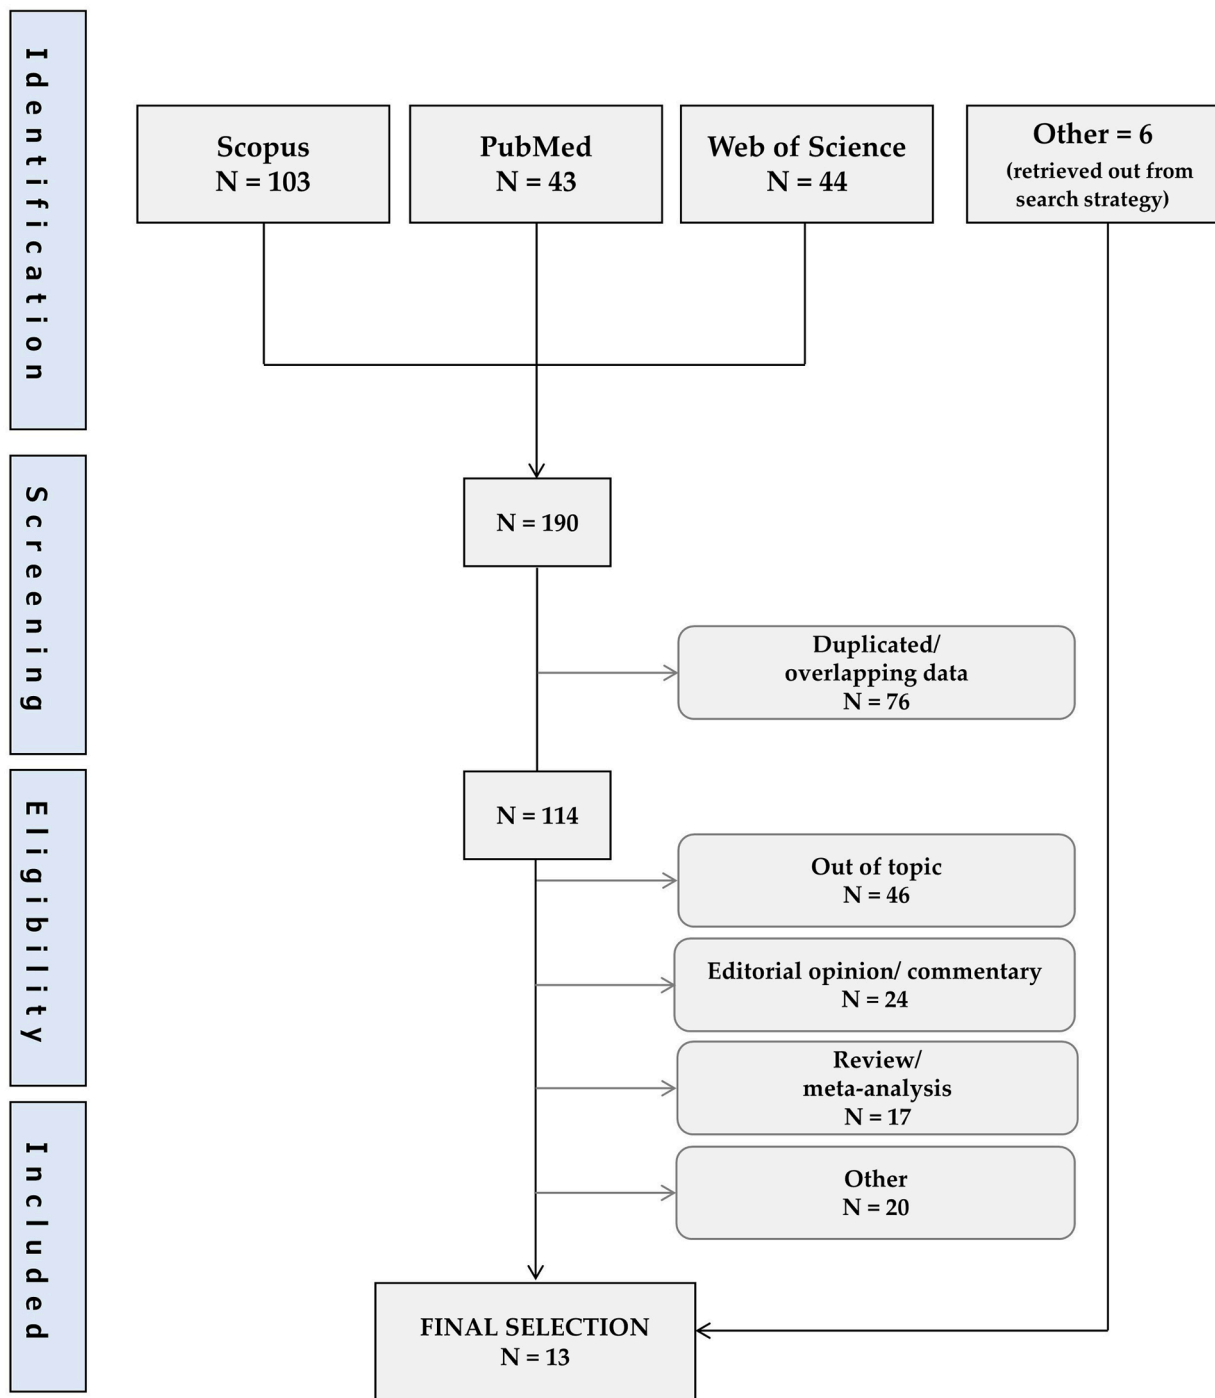 Identification
Scopus
N = 103
PubMed
N = 43
Web of Science
N = 44
Other = 6
(retrieved out from
search strategy)
Screening
N = 190
Duplicated/
overlapping data
N = 76
Eligibility
N = 114
Out of topic
N = 46
Editorial opinion/ commentary
N = 24
Review/
meta-analysis
N = 17
Other
N = 20
Included
FINAL SELECTION
N = 13